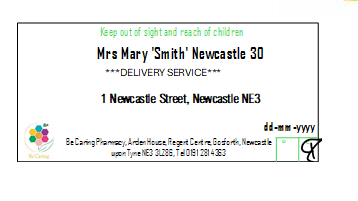 Keep out of sight and reach of children
Mrs Mary 'Smith' Newcastle 30
***DELIVERY SERVICE***
1 Newcastle Street, Newcastle NE3
dd-mm-yyyy
Be Caring
Be Caring Pharmacy, Arden House, Regent Centre, Gosforth, Newcastle
upon Tyne NE3 3LZ86, Tel 0191 281 4363